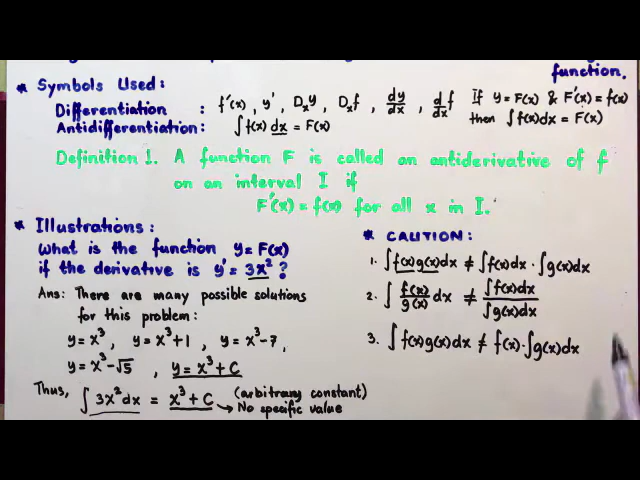 function.
* Symbols Used:
Differentiation : f'(x), y', Dₓy, Dₓf, dy/dx, d/dx f If y = F(x) & F'(x) = f(x)
Antidifferentiation: ∫f(x) dx = F(x) then ∫f(x)dx = F(x)
Definition 1. A function F is called an antiderivative of f
on an interval I if
F'(x) = f(x) for all x in I.
* Illustrations:
What is the function y = F(x)
if the derivative is y' = 3x² ?
Ans: There are many possible solutions
for this problem:
y = x³, y = x³+1, y = x³-7,
y = x³-√5, y = x³ + C
Thus, ∫3x²dx = x³ + C (arbitrary constant)
→ No specific value
* CAUTION:
1. ∫f(x)g(x)dx ≠ ∫f(x)dx · ∫g(x)dx
2. ∫ f(x)/g(x) dx ≠ ∫f(x)dx / ∫g(x)dx
3. ∫f(x)g(x)dx ≠ f(x)·∫g(x)dx